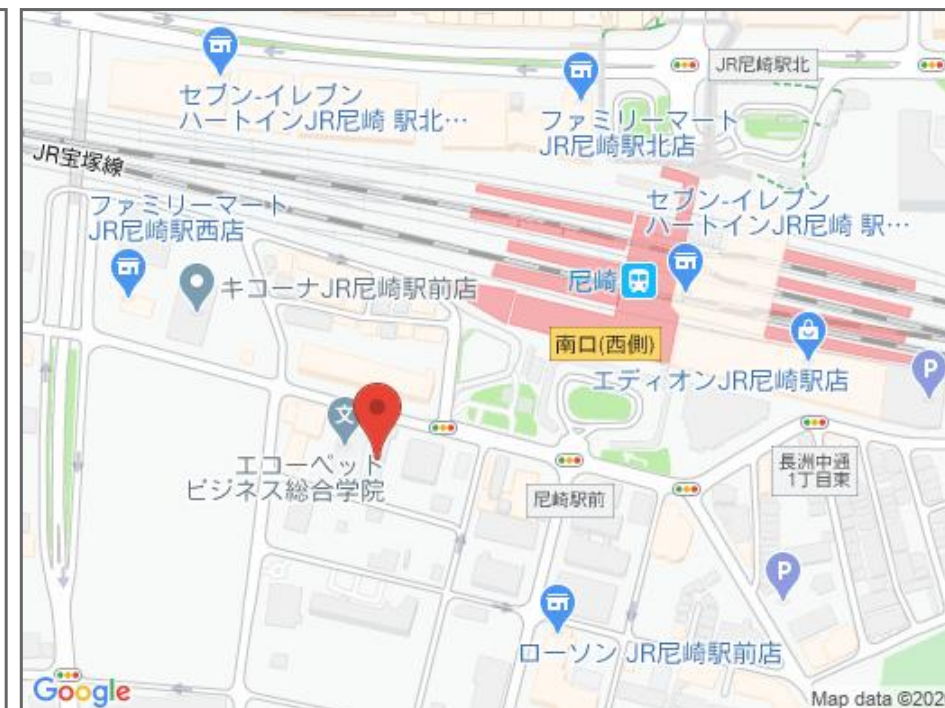 JR尼崎駅北
セブン-イレブン
ハートインJR尼崎 駅北…
ファミリーマート
JR尼崎駅北店
JR宝塚線
ファミリーマート
JR尼崎駅西店
セブン-イレブン
ハートインJR尼崎 駅…
キコーナJR尼崎駅前店
尼崎
南口(西側)
エディオンJR尼崎駅店
P
文
エコーペット
ビジネス総合学院
長洲中通
1丁目東
尼崎駅前
P
ローソン JR尼崎駅前店
Google
Map data ©202